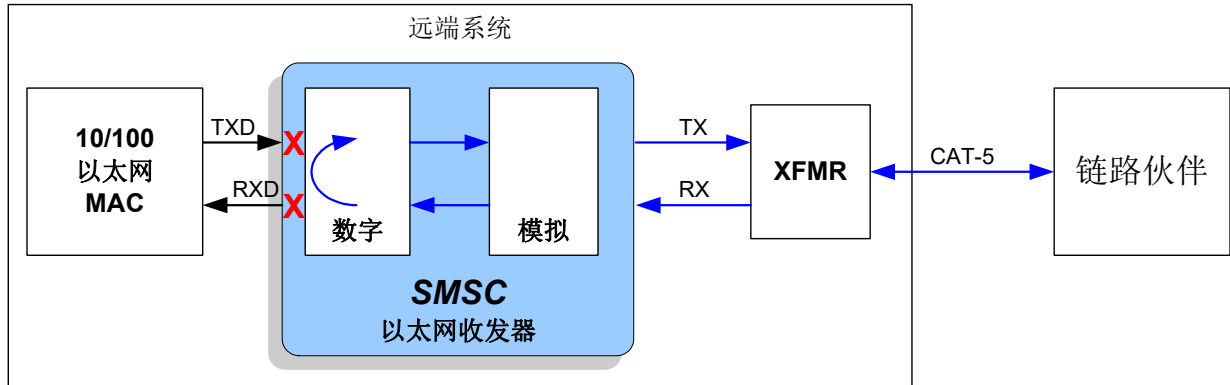 远端系统
10/100
以太网
MAC
TXD
RXD
X
X
数字
模拟
SMSC
以太网收发器
TX
RX
XFMR
CAT-5
链路伙伴